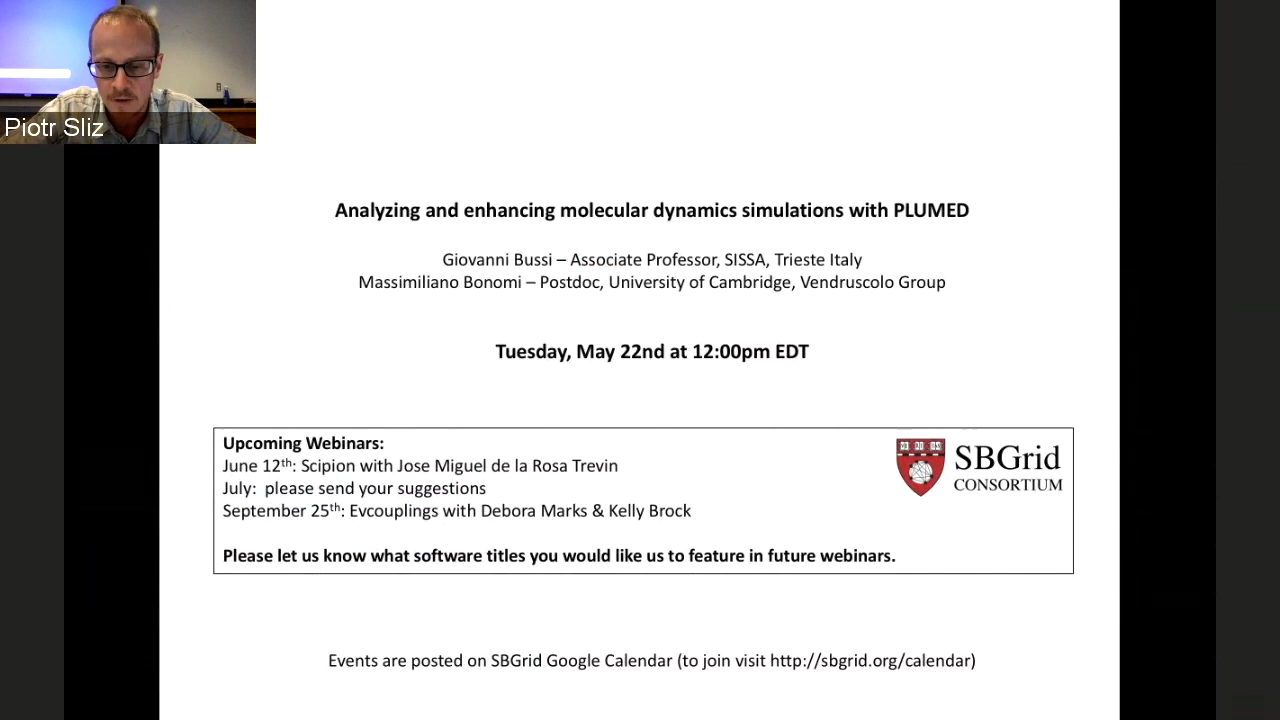 Piotr Sliz
Analyzing and enhancing molecular dynamics simulations with PLUMED
Giovanni Bussi – Associate Professor, SISSA, Trieste Italy
Massimiliano Bonomi – Postdoc, University of Cambridge, Vendruscolo Group
Tuesday, May 22nd at 12:00pm EDT
Upcoming Webinars:
June 12th: Scipion with Jose Miguel de la Rosa Trevin
July:  please send your suggestions
September 25th: Evcouplings with Debora Marks & Kelly Brock
Please let us know what software titles you would like us to feature in future webinars.
SBGrid
CONSORTIUM
Events are posted on SBGrid Google Calendar (to join visit http://sbgrid.org/calendar)